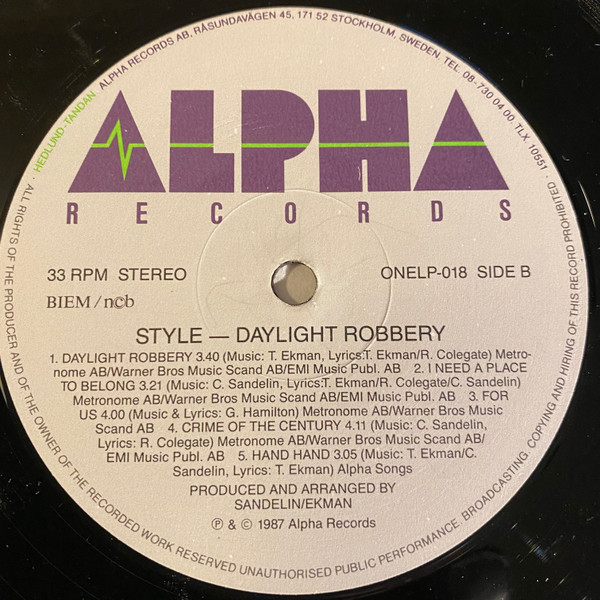 ALPHA RECORDS AB, RÅSUNDAVÄGEN 45, 171 52 STOCKHOLM, SWEDEN. TEL. 08-730 04 00. TLX. 10551
HEDLUND-TANDAN
ALPHA
RECORDS
33 RPM STEREO
ONELP-018 SIDE B
BIEM/ncb
STYLE — DAYLIGHT ROBBERY
1. DAYLIGHT ROBBERY 3.40 (Music: T. Ekman, Lyrics:T. Ekman/R. Colegate) Metro-
nome AB/Warner Bros Music Scand AB/EMI Music Publ. AB 2. I NEED A PLACE
TO BELONG 3.21 (Music: C. Sandelin, Lyrics:T. Ekman/R. Colegate/C. Sandelin)
Metronome AB/Warner Bros Music Scand AB/EMI Music Publ. AB 3. FOR
US 4.00 (Music & Lyrics: G. Hamilton) Metronome AB/Warner Bros Music
Scand AB 4. CRIME OF THE CENTURY 4.11 (Music: C. Sandelin,
Lyrics: R. Colegate) Metronome AB/Warner Bros Music Scand AB/
EMI Music Publ. AB 5. HAND HAND 3.05 (Music: T. Ekman/C.
Sandelin, Lyrics: T. Ekman) Alpha Songs
PRODUCED AND ARRANGED BY
SANDELIN/EKMAN
℗ & © 1987 Alpha Records
· ALL RIGHTS OF THE PRODUCER AND OF THE OWNER OF THE RECORDED WORK RESERVED UNAUTHORISED PUBLIC PERFORMANCE. BROADCASTING. COPYING AND HIRING OF THIS RECORD PROHIBITED.